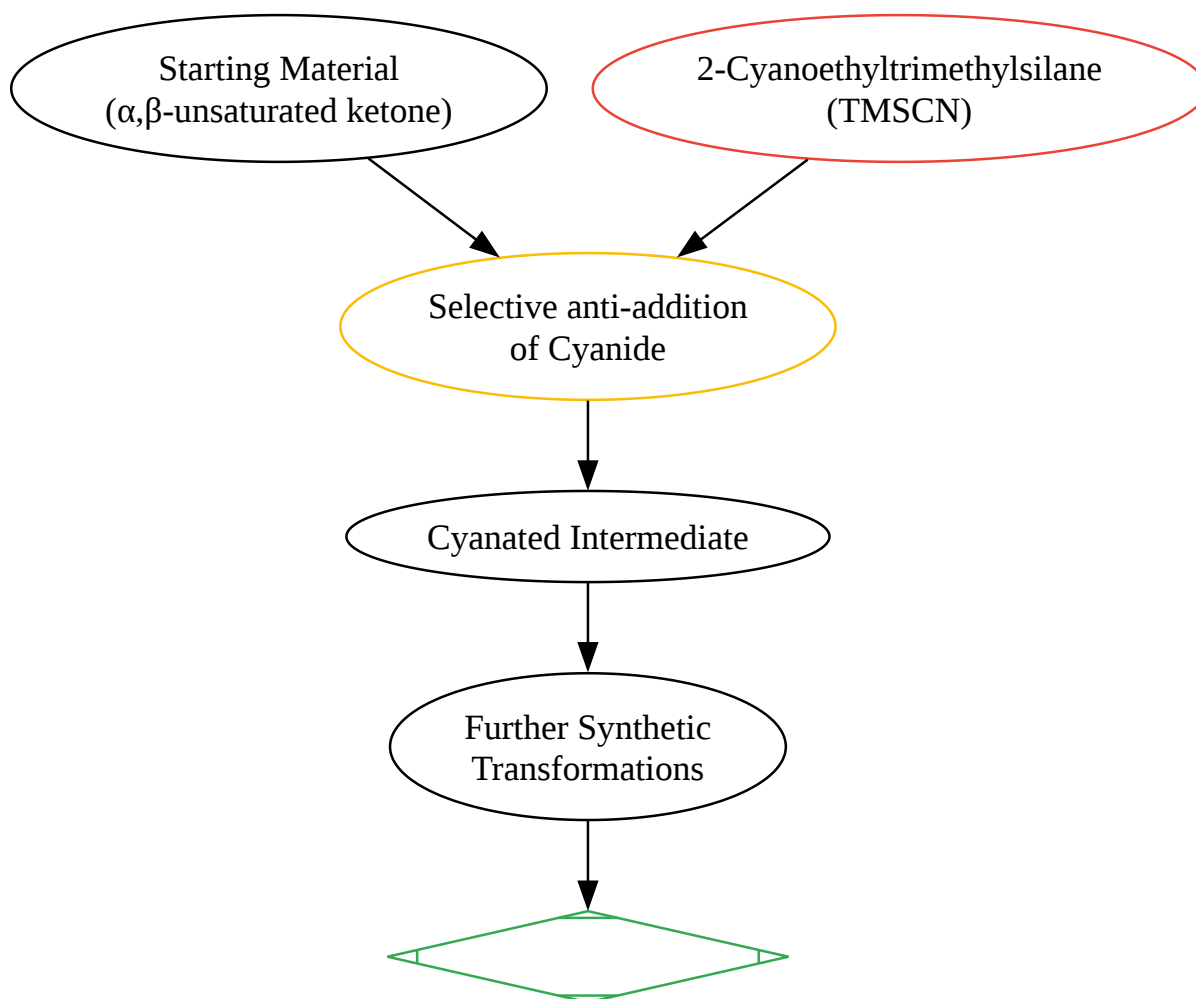 Starting Material
(α,β-unsaturated ketone)
2-Cyanoethyltrimethylsilane
(TMSCN)
Selective anti-addition
of Cyanide
Cyanated Intermediate
Further Synthetic
Transformations